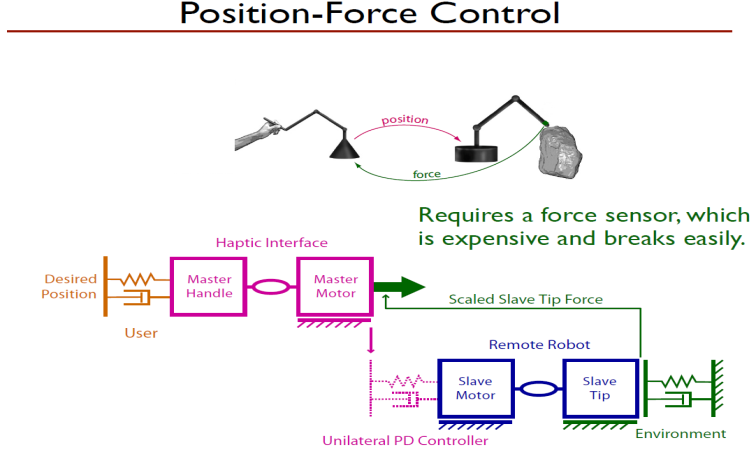 Position-Force Control
position
force
Requires a force sensor, which
is expensive and breaks easily.
Haptic Interface
Desired
Position
Master
Handle
Master
Motor
User
Scaled Slave Tip Force
Remote Robot
Slave
Motor
Slave
Tip
Environment
Unilateral PD Controller